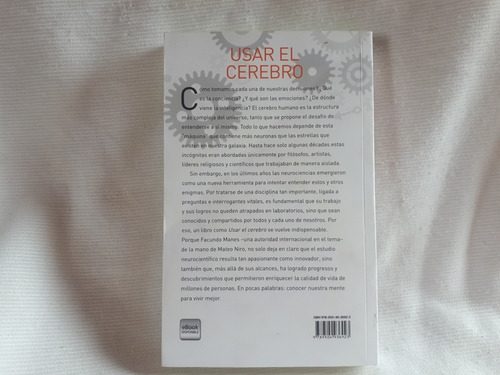 USAR EL
CEREBRO
Cómo tomamos cada una de nuestras decisiones? ¿Qué
es la conciencia? ¿Y qué son las emociones? ¿De dónde
viene la inteligencia? El cerebro humano es la estructura
más compleja del universo, tanto que se propone el desafío de
entenderse a sí mismo. Todo lo que hacemos depende de esta
"máquina" que contiene más neuronas que las estrellas que
existen en nuestra galaxia. Hasta hace solo algunas décadas estas
incógnitas eran abordadas únicamente por filósofos, artistas,
líderes religiosos y científicos que trabajaban de manera aislada.
Sin embargo, en los últimos años las neurociencias emergieron
como una nueva herramienta para intentar entender estos y otros
enigmas. Por tratarse de una disciplina tan importante, ligada a
preguntas e interrogantes vitales, es fundamental que su trabajo
y sus logros no queden atrapados en laboratorios, sino que sean
conocidos y compartidos por todos y cada uno de nosotros. Por
eso, un libro como Usar el cerebro se vuelve indispensable.
Porque Facundo Manes –una autoridad internacional en el tema–
de la mano de Mateo Niro, no solo deja en claro que el estudio
neurocientífico resulta tan apasionante como innovador, sino
también que, más allá de sus alcances, ha logrado progresos y
descubrimientos que permitieron enriquecer la calidad de vida de
millones de personas. En pocas palabras: conocer nuestra mente
para vivir mejor.
eBook
DISPONIBLE